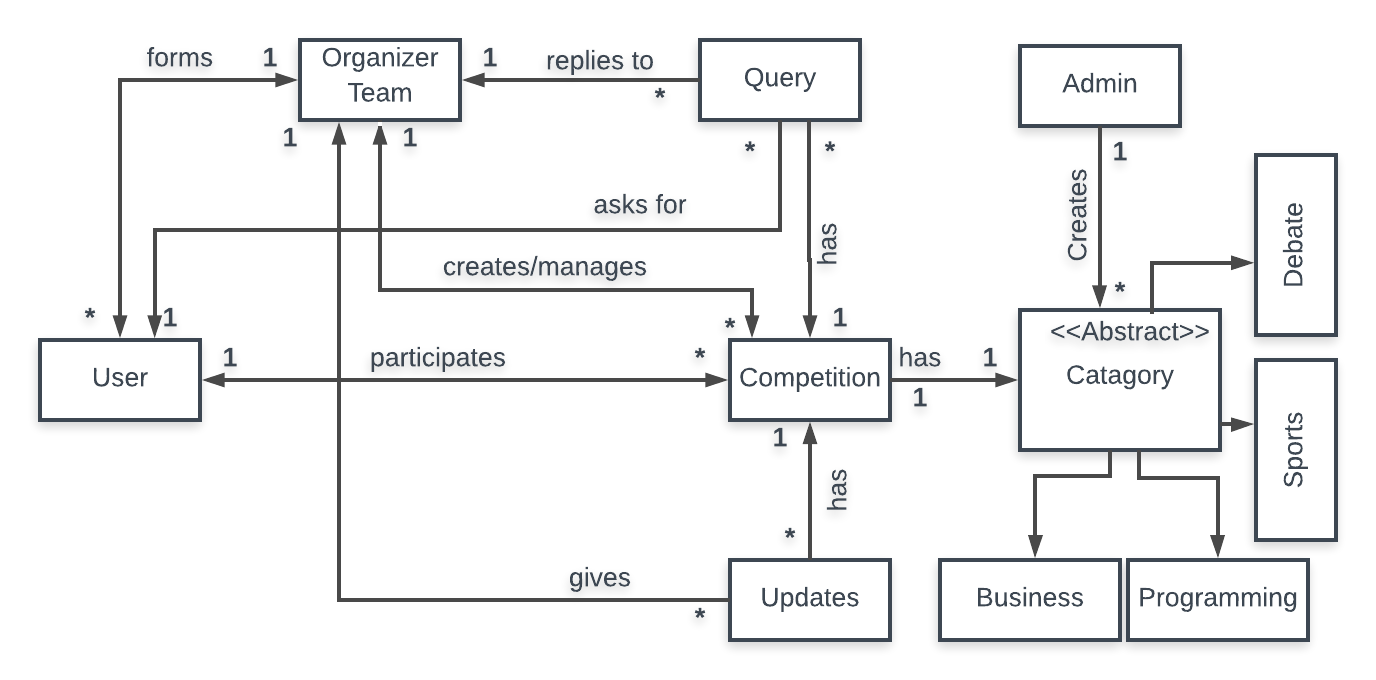 forms
1
Organizer
Team
1
replies to
*
Query
Admin
1
1
*
*
1
Creates
Debate
asks for
has
creates/manages
*
*
1
*
1
<<Abstract>>
User
1
participates
*
Competition
has
1
1
Catagory
1
has
Sports
*
gives
*
Updates
Business
Programming